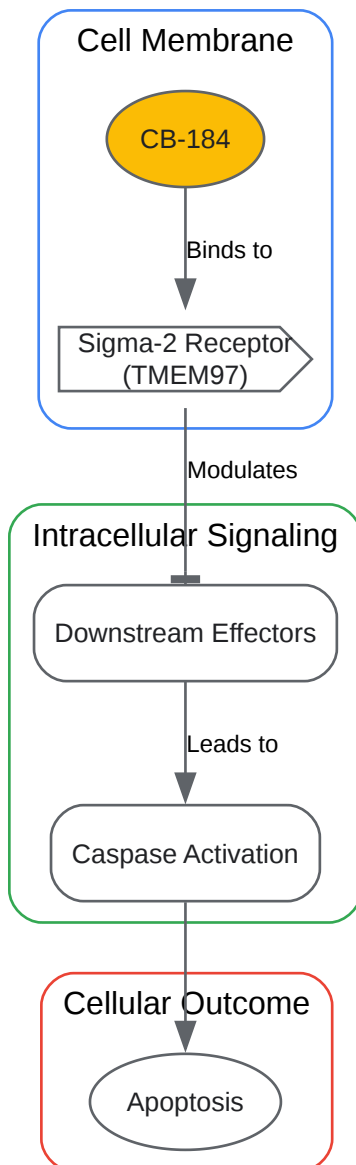 Cell Membrane
CB-184
Binds to
Sigma-2 Receptor
(TMEM97)
Modulates
Intracellular Signaling
Downstream Effectors
Leads to
Caspase Activation
Cellular Outcome
Apoptosis